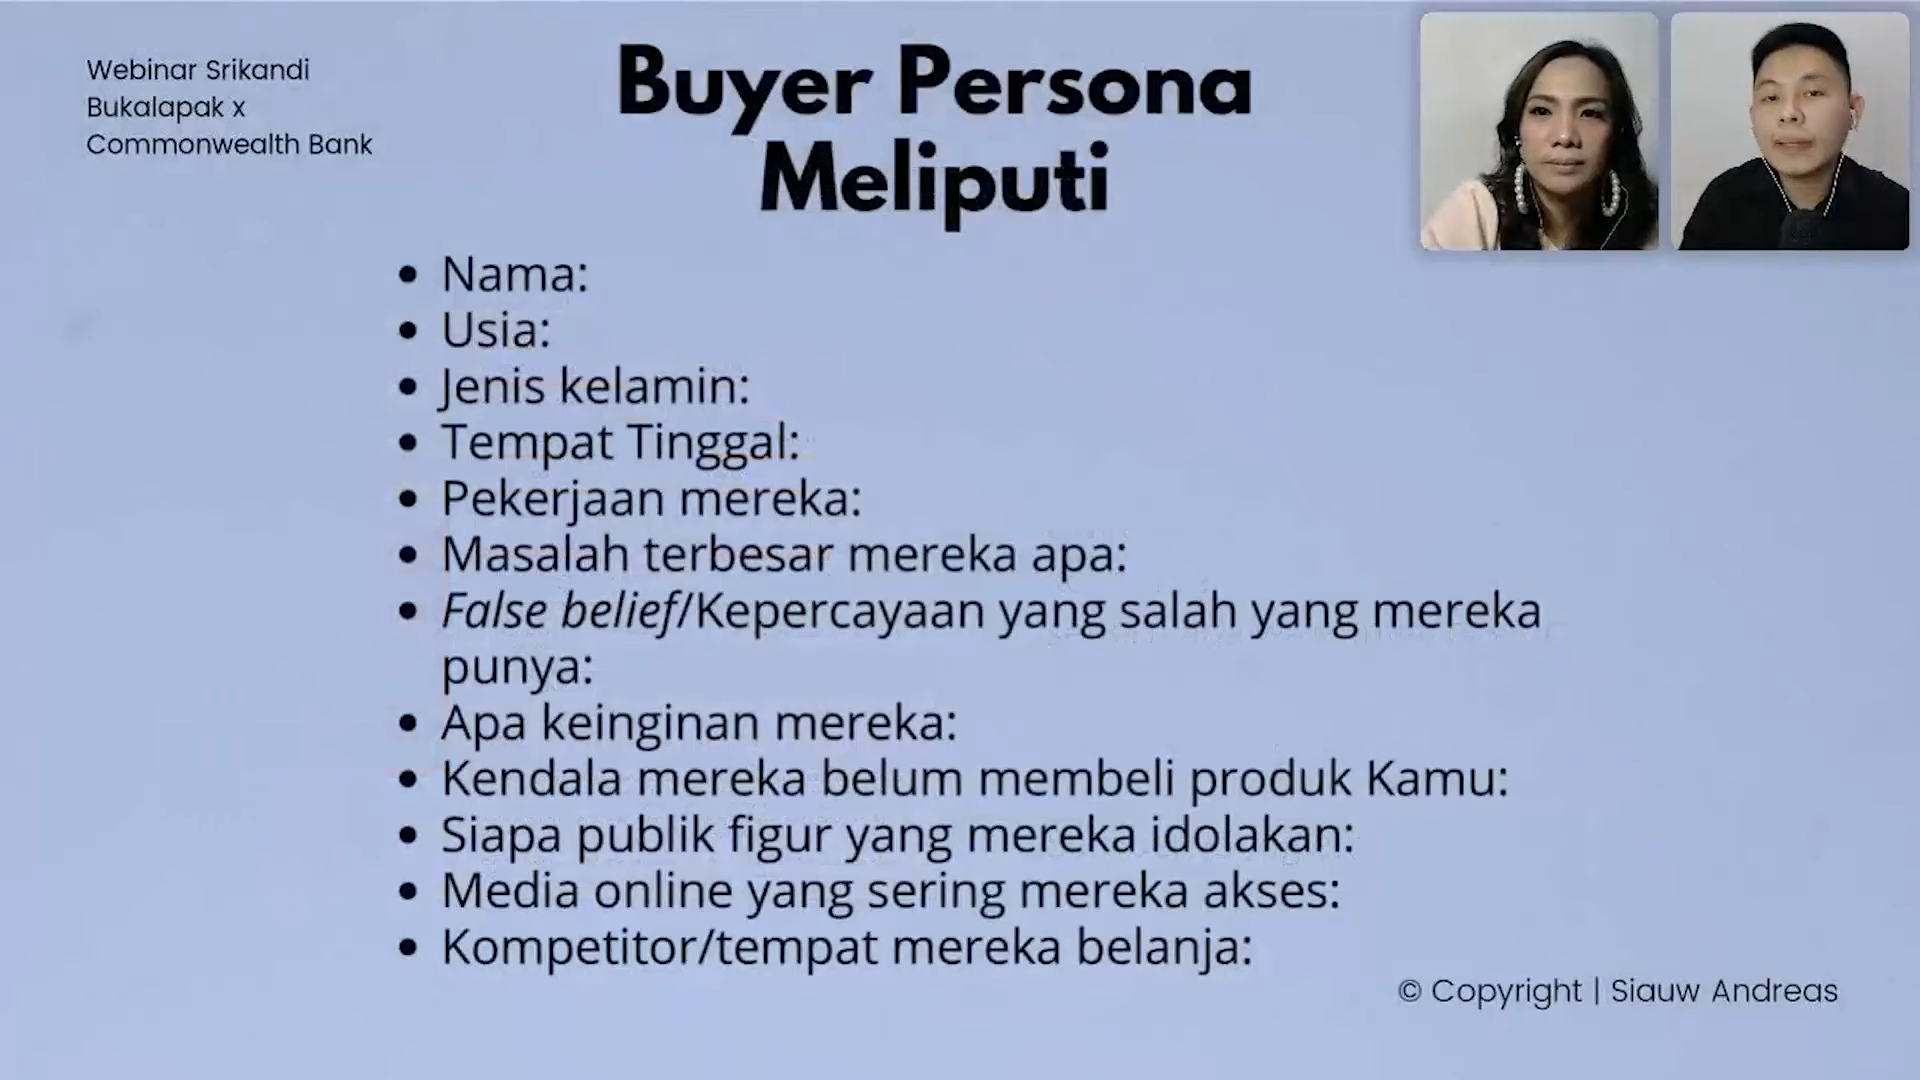 Webinar Srikandi
Bukalapak x
Commonwealth Bank
Buyer Persona
Meliputi
• Nama:
• Usia:
• Jenis kelamin:
• Tempat Tinggal:
• Pekerjaan mereka:
• Masalah terbesar mereka apa:
• False belief/Kepercayaan yang salah yang mereka
punya:
• Apa keinginan mereka:
• Kendala mereka belum membeli produk Kamu:
• Siapa publik figur yang mereka idolakan:
• Media online yang sering mereka akses:
• Kompetitor/tempat mereka belanja:
© Copyright | Siauw Andreas